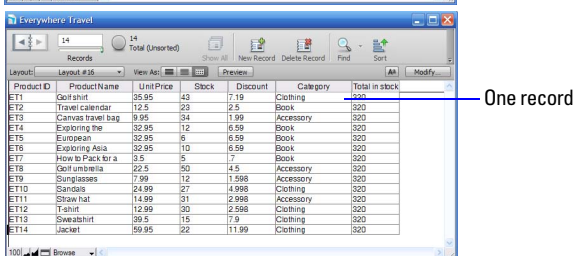 Everywhere Travel
14
14
Total (Unsorted)
Records
Show All New Record Delete Record Find Sort
Layout: Layout #16 View As: Preview Aa Modify...
Product ID Product Name Unit Price Stock Discount Category Total in stock
ET1 Golf shirt 35.95 43 7.19 Clothing 320
One record
ET2 Travel calendar 12.5 23 2.5 Book 320
ET3 Canvas travel bag 9.95 34 1.99 Accessory 320
ET4 Exploring the 32.95 12 6.59 Book 320
ET5 European 32.95 6 6.59 Book 320
ET6 Exploring Asia 32.95 10 6.59 Book 320
ET7 How to Pack for a 3.5 5 .7 Book 320
ET8 Golf umbrella 22.5 50 4.5 Accessory 320
ET9 Sunglasses 7.99 12 1.598 Accessory 320
ET10 Sandals 24.99 27 4.998 Clothing 320
ET11 Straw hat 14.99 31 2.998 Accessory 320
ET12 T-shirt 12.99 30 2.598 Clothing 320
ET13 Sweatshirt 39.5 15 7.9 Clothing 320
ET14 Jacket 59.95 22 11.99 Clothing 320
100 Browse